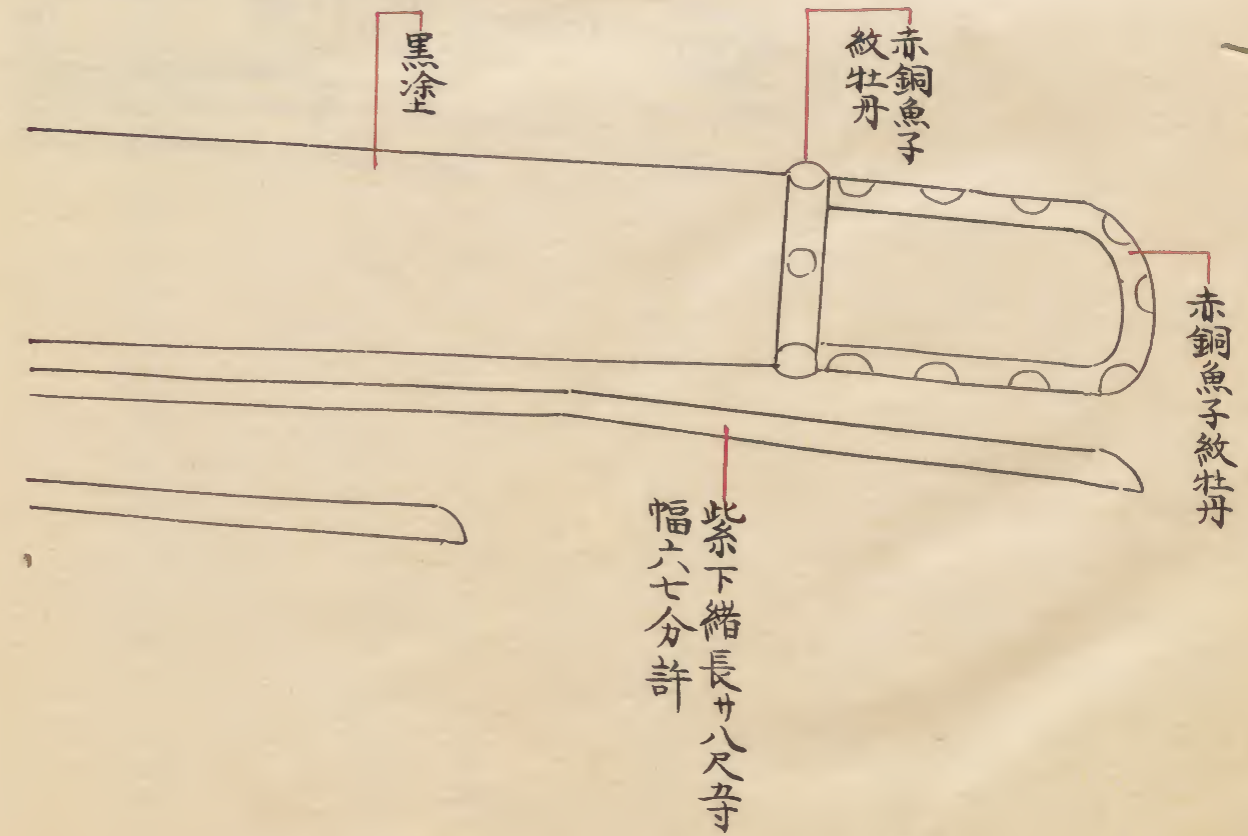 赤銅魚子紋牡丹
赤銅魚子
紋牡丹
紫下緒長サ八尺五寸
幅六七分許
黒塗